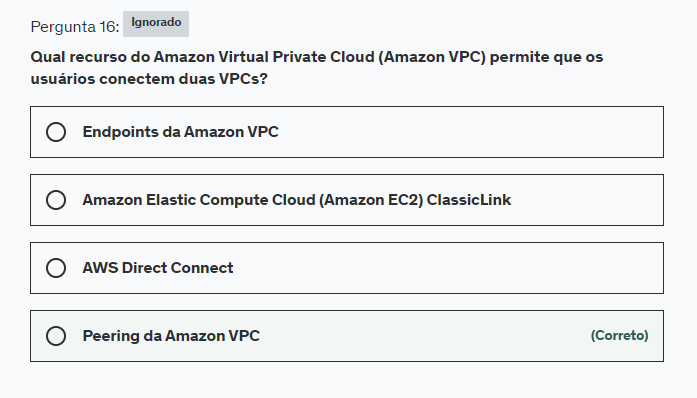 Pergunta 16: Ignorado
Qual recurso do Amazon Virtual Private Cloud (Amazon VPC) permite que os
usuários conectem duas VPCs?
Endpoints da Amazon VPC
Amazon Elastic Compute Cloud (Amazon EC2) ClassicLink
AWS Direct Connect
Peering da Amazon VPC (Correto)